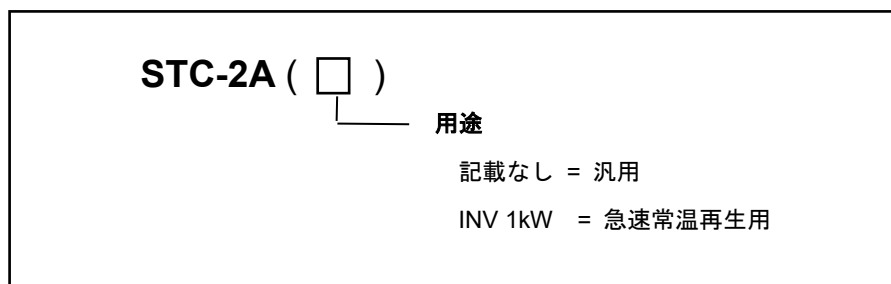 STC-2A ( □ )
用途
記載なし = 汎用
INV 1kW = 急速常温再生用